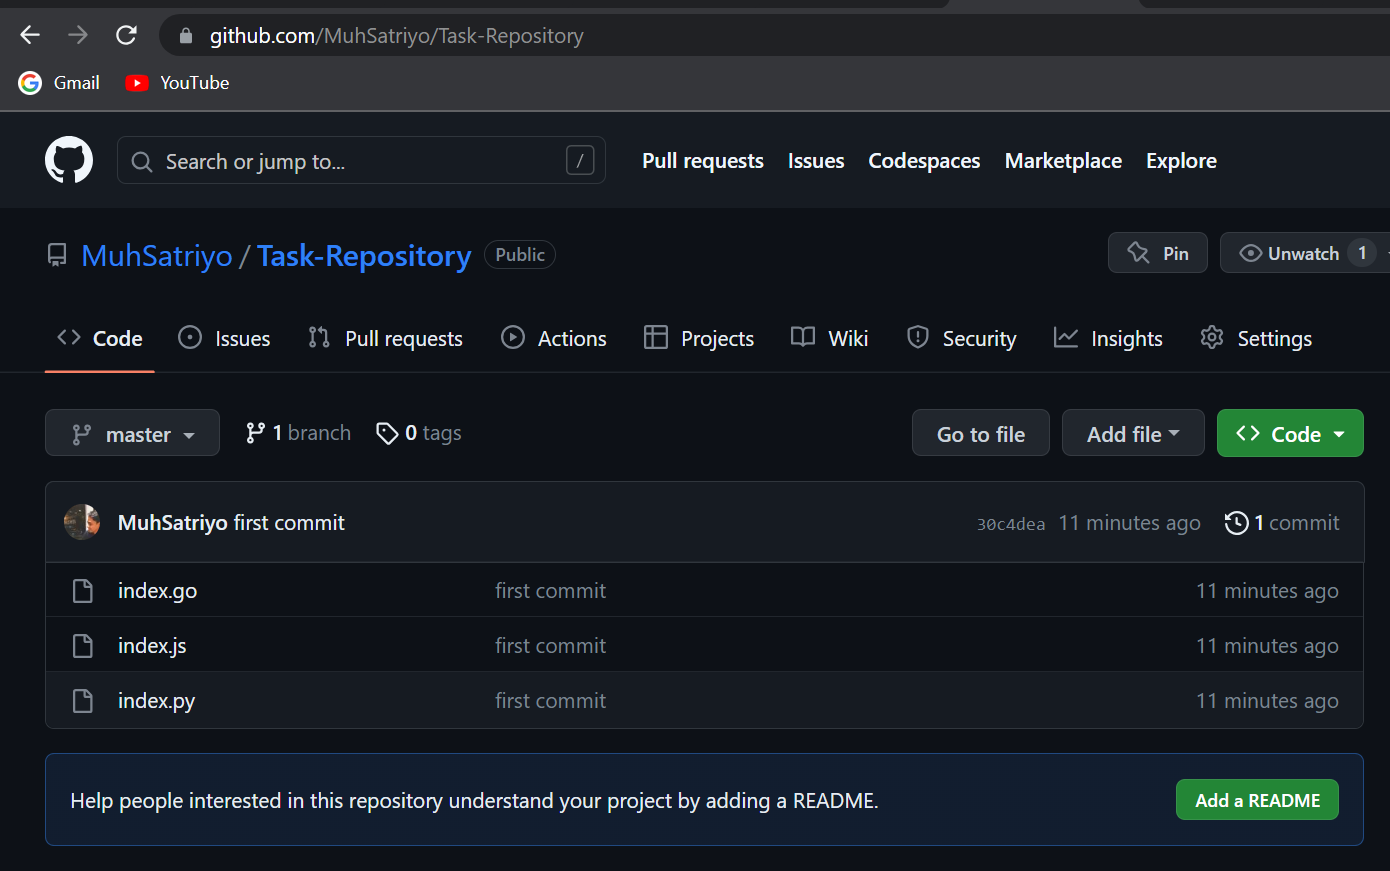 github.com/MuhSatriyo/Task-Repository
Gmail YouTube
Search or jump to... / Pull requests Issues Codespaces Marketplace Explore
MuhSatriyo / Task-Repository Public Pin Unwatch 1
Code Issues Pull requests Actions Projects Wiki Security Insights Settings
master 1 branch 0 tags Go to file Add file Code
MuhSatriyo first commit 30c4dea 11 minutes ago 1 commit
index.go first commit 11 minutes ago
index.js first commit 11 minutes ago
index.py first commit 11 minutes ago
Help people interested in this repository understand your project by adding a README. Add a README